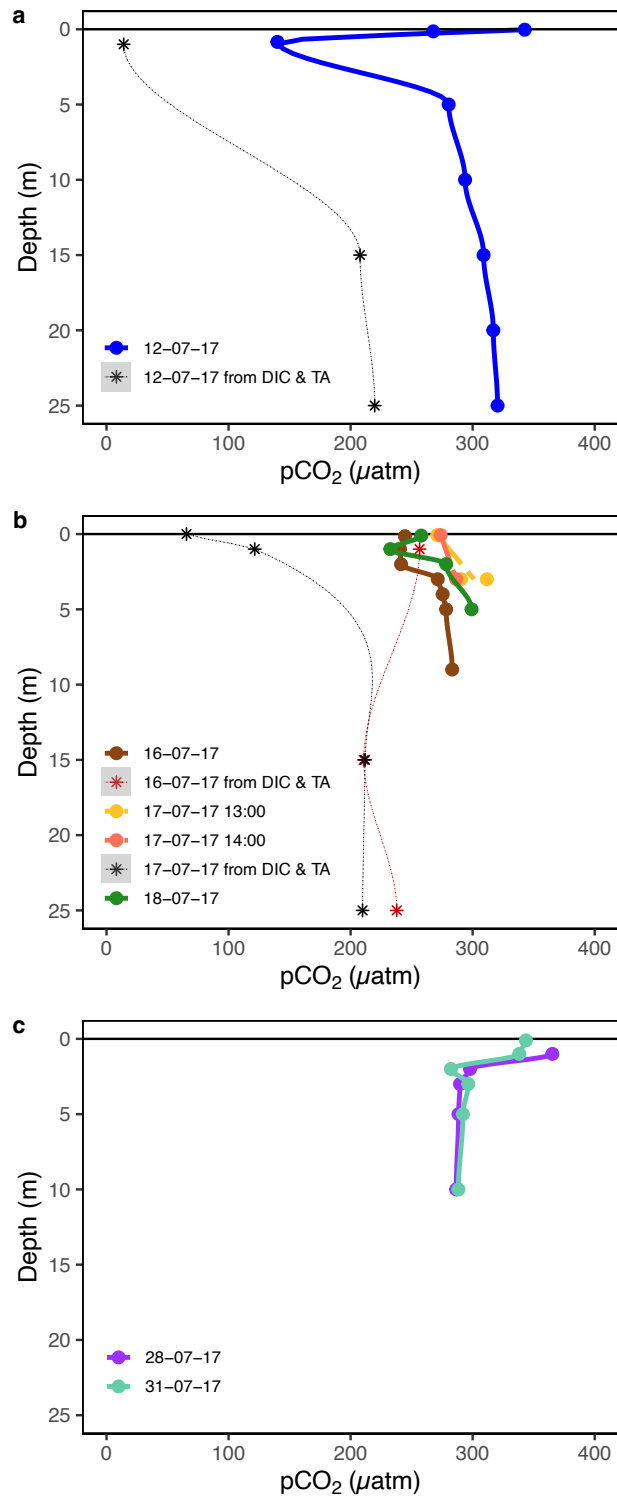 a
0
5
10
15
20
25
Depth (m)
12−07−17
12−07−17 from DIC & TA
0 100 200 300 400
pCO₂ (µatm)
b
0
5
10
15
20
25
Depth (m)
16−07−17
16−07−17 from DIC & TA
17−07−17 13:00
17−07−17 14:00
17−07−17 from DIC & TA
18−07−17
0 100 200 300 400
pCO₂ (µatm)
c
0
5
10
15
20
25
Depth (m)
28−07−17
31−07−17
0 100 200 300 400
pCO₂ (µatm)